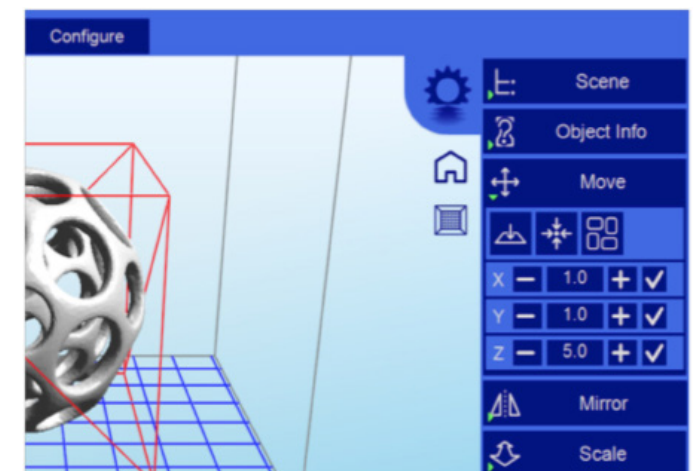 Configure
Scene
Object Info
Move
X 1.0
Y 1.0
Z 5.0
Mirror
Scale